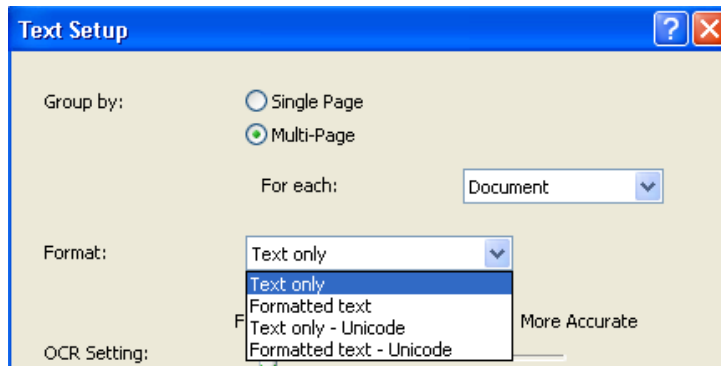 Text Setup
Group by:
Single Page
Multi-Page
For each:
Document
Format:
Text only
Text only
Formatted text
Text only - Unicode
More Accurate
Formatted text - Unicode
OCR Setting: